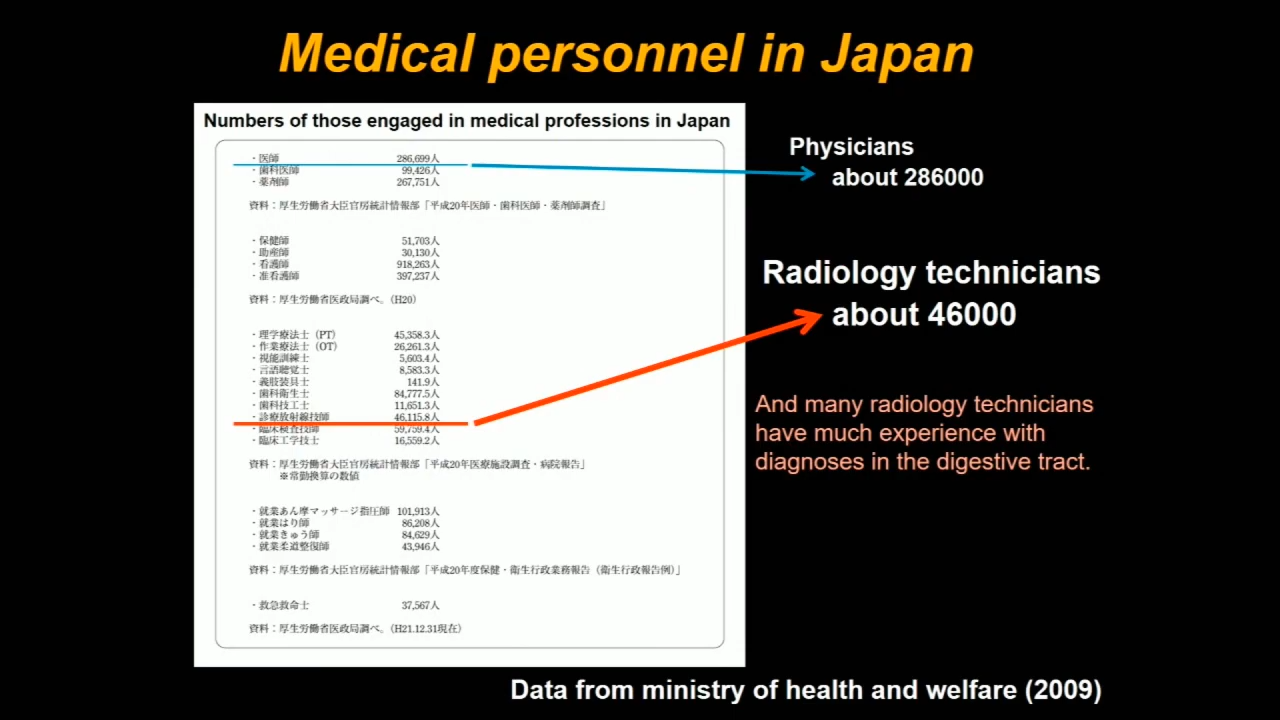 Medical personnel in Japan
Numbers of those engaged in medical professions in Japan
・医師 286,699人
・歯科医師 99,426人
・薬剤師 267,751人
資料：厚生労働省大臣官房統計情報部「平成20年医師・歯科医師・薬剤師調査」
・保健師 51,703人
・助産師 30,130人
・看護師 918,263人
・准看護師 397,237人
資料：厚生労働省医政局調べ。（H20）
・理学療法士（PT） 45,358.3人
・作業療法士（OT） 26,261.3人
・視能訓練士 5,603.4人
・言語聴覚士 8,583.3人
・義肢装具士 141.9人
・歯科衛生士 84,777.5人
・歯科技工士 11,651.3人
・診療放射線技師 46,115.8人
・臨床検査技師 59,759.4人
・臨床工学技士 16,559.2人
資料：厚生労働省大臣官房統計情報部「平成20年医療施設調査・病院報告」
※常勤換算の数値
・就業あん摩マッサージ指圧師 101,913人
・就業はり師 86,208人
・就業きゅう師 84,629人
・就業柔道整復師 43,946人
資料：厚生労働省大臣官房統計情報部「平成20年度保健・衛生行政業務報告（衛生行政報告例）」
・救急救命士 37,567人
資料：厚生労働省医政局調べ。（H21.12.31現在）
Physicians
about 286000
Radiology technicians
about 46000
And many radiology technicians
have much experience with
diagnoses in the digestive tract.
Data from ministry of health and welfare (2009)